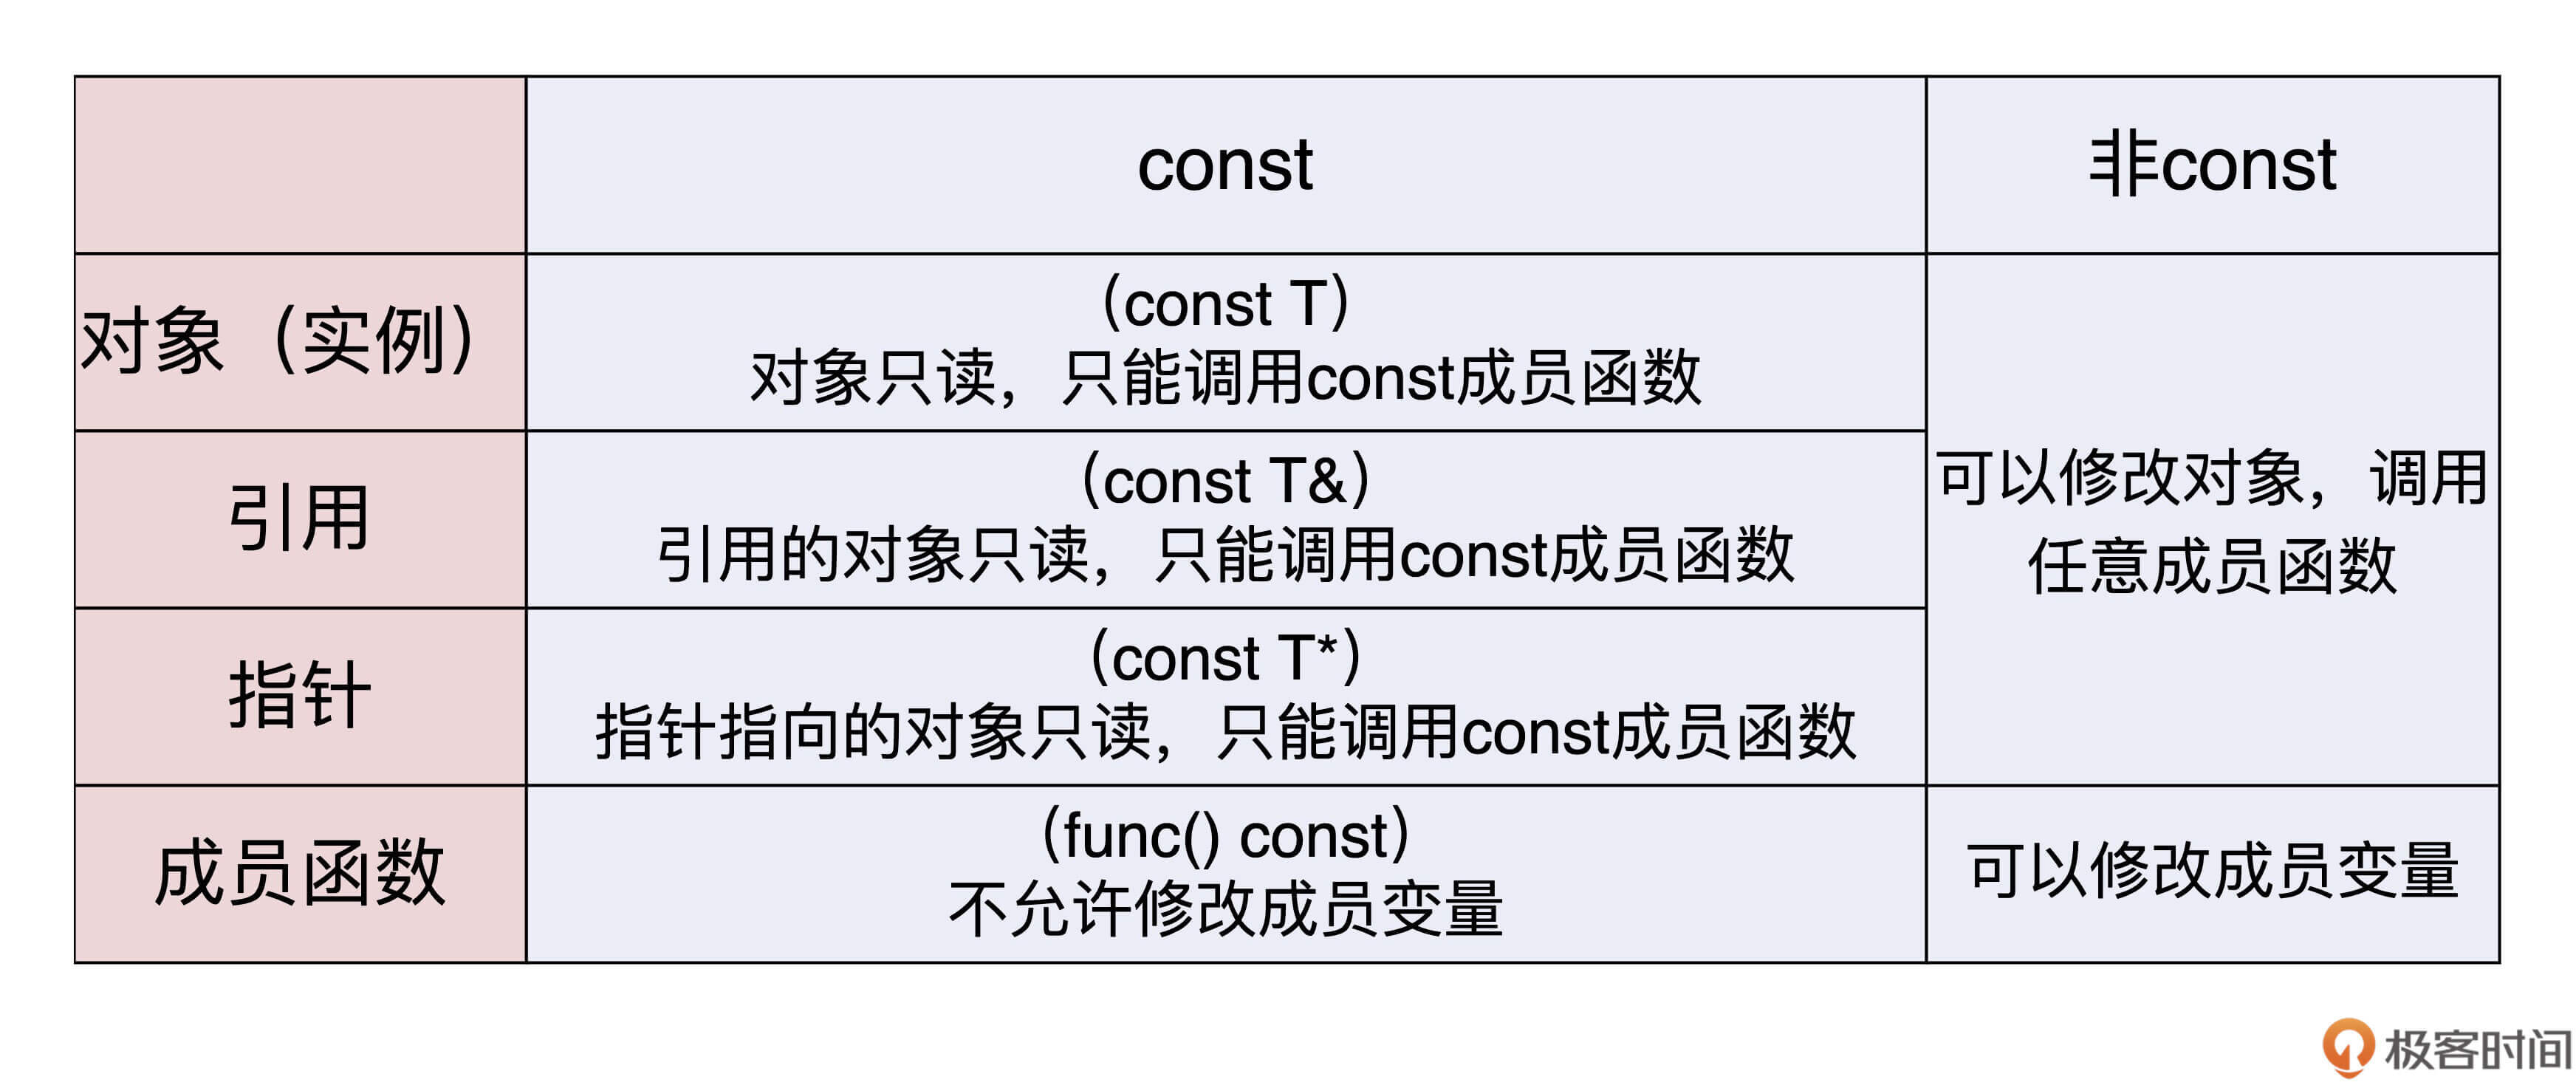 const
非const
对象（实例）
（const T）
对象只读，只能调用const成员函数
引用
（const T&）
引用的对象只读，只能调用const成员函数
可以修改对象，调用
任意成员函数
指针
（const T*）
指针指向的对象只读，只能调用const成员函数
成员函数
（func() const）
不允许修改成员变量
可以修改成员变量
极客时间